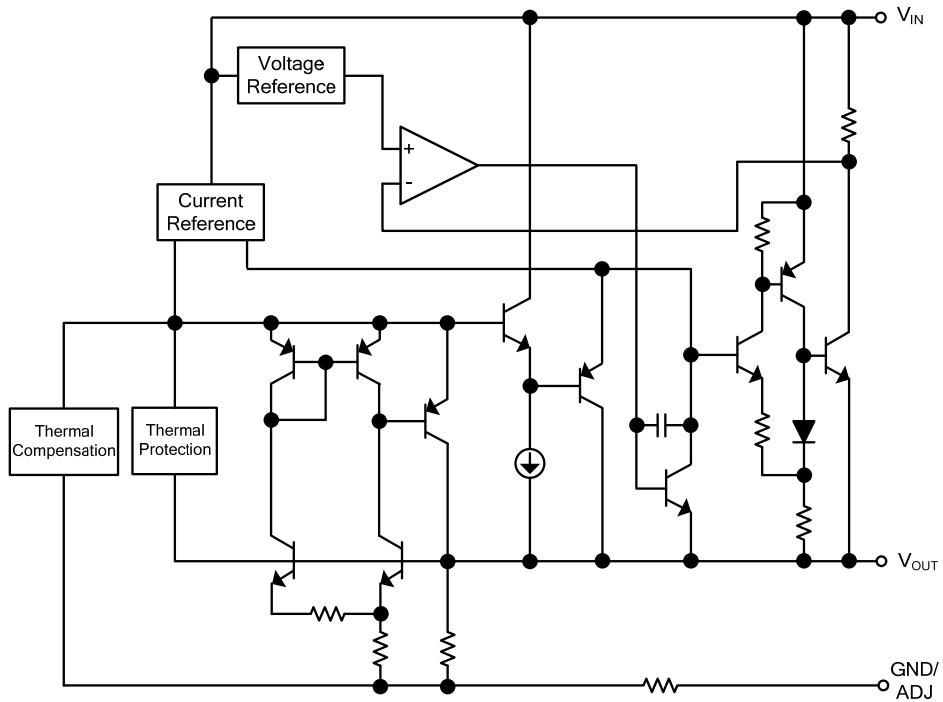 V_IN
Voltage
Reference
+
-
Current
Reference
Thermal
Compensation
Thermal
Protection
V_OUT
GND/
ADJ